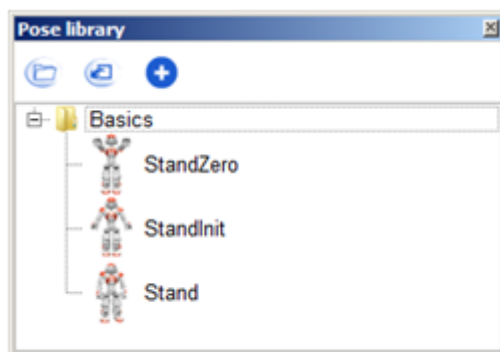 Pose library
Basics
StandZero
StandInit
Stand